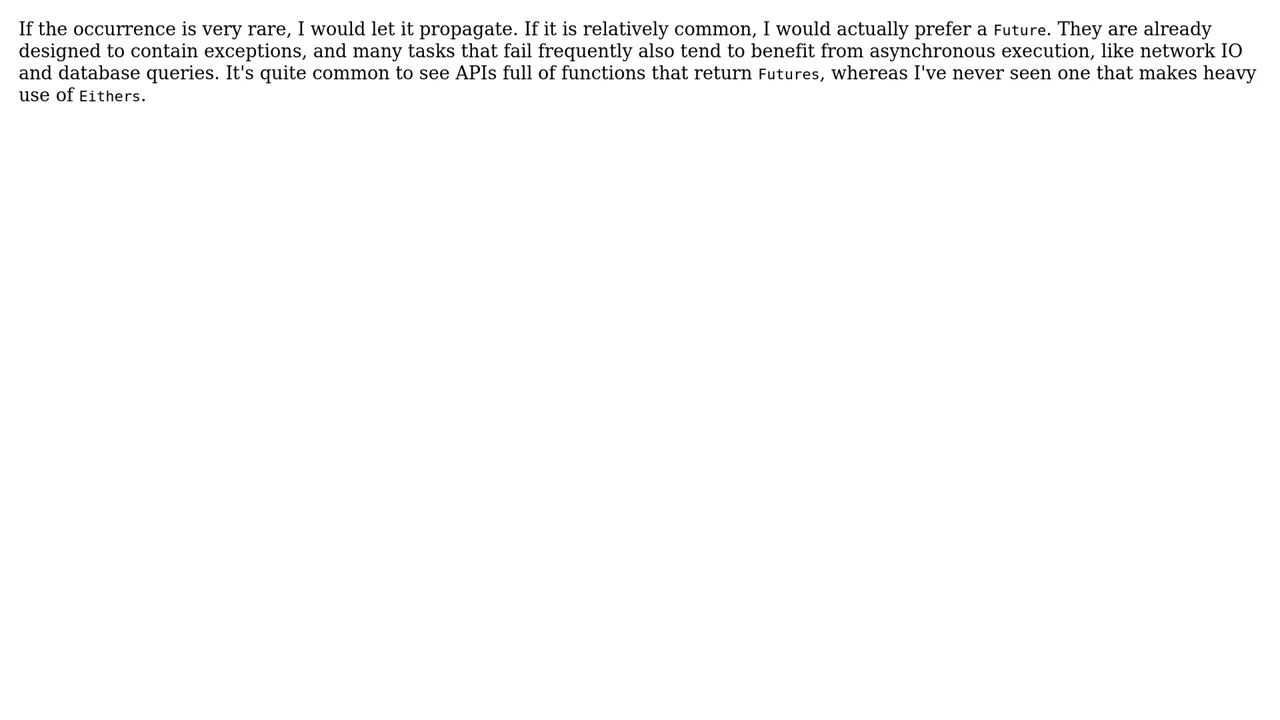 If the occurrence is very rare, I would let it propagate. If it is relatively common, I would actually prefer a Future. They are already
designed to contain exceptions, and many tasks that fail frequently also tend to benefit from asynchronous execution, like network IO
and database queries. It's quite common to see APIs full of functions that return Futures, whereas I've never seen one that makes heavy
use of Eithers.